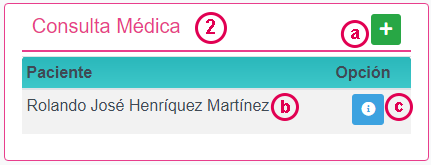 Consulta Médica 2 a +
Paciente Opción
Rolando José Henríquez Martínez b i c